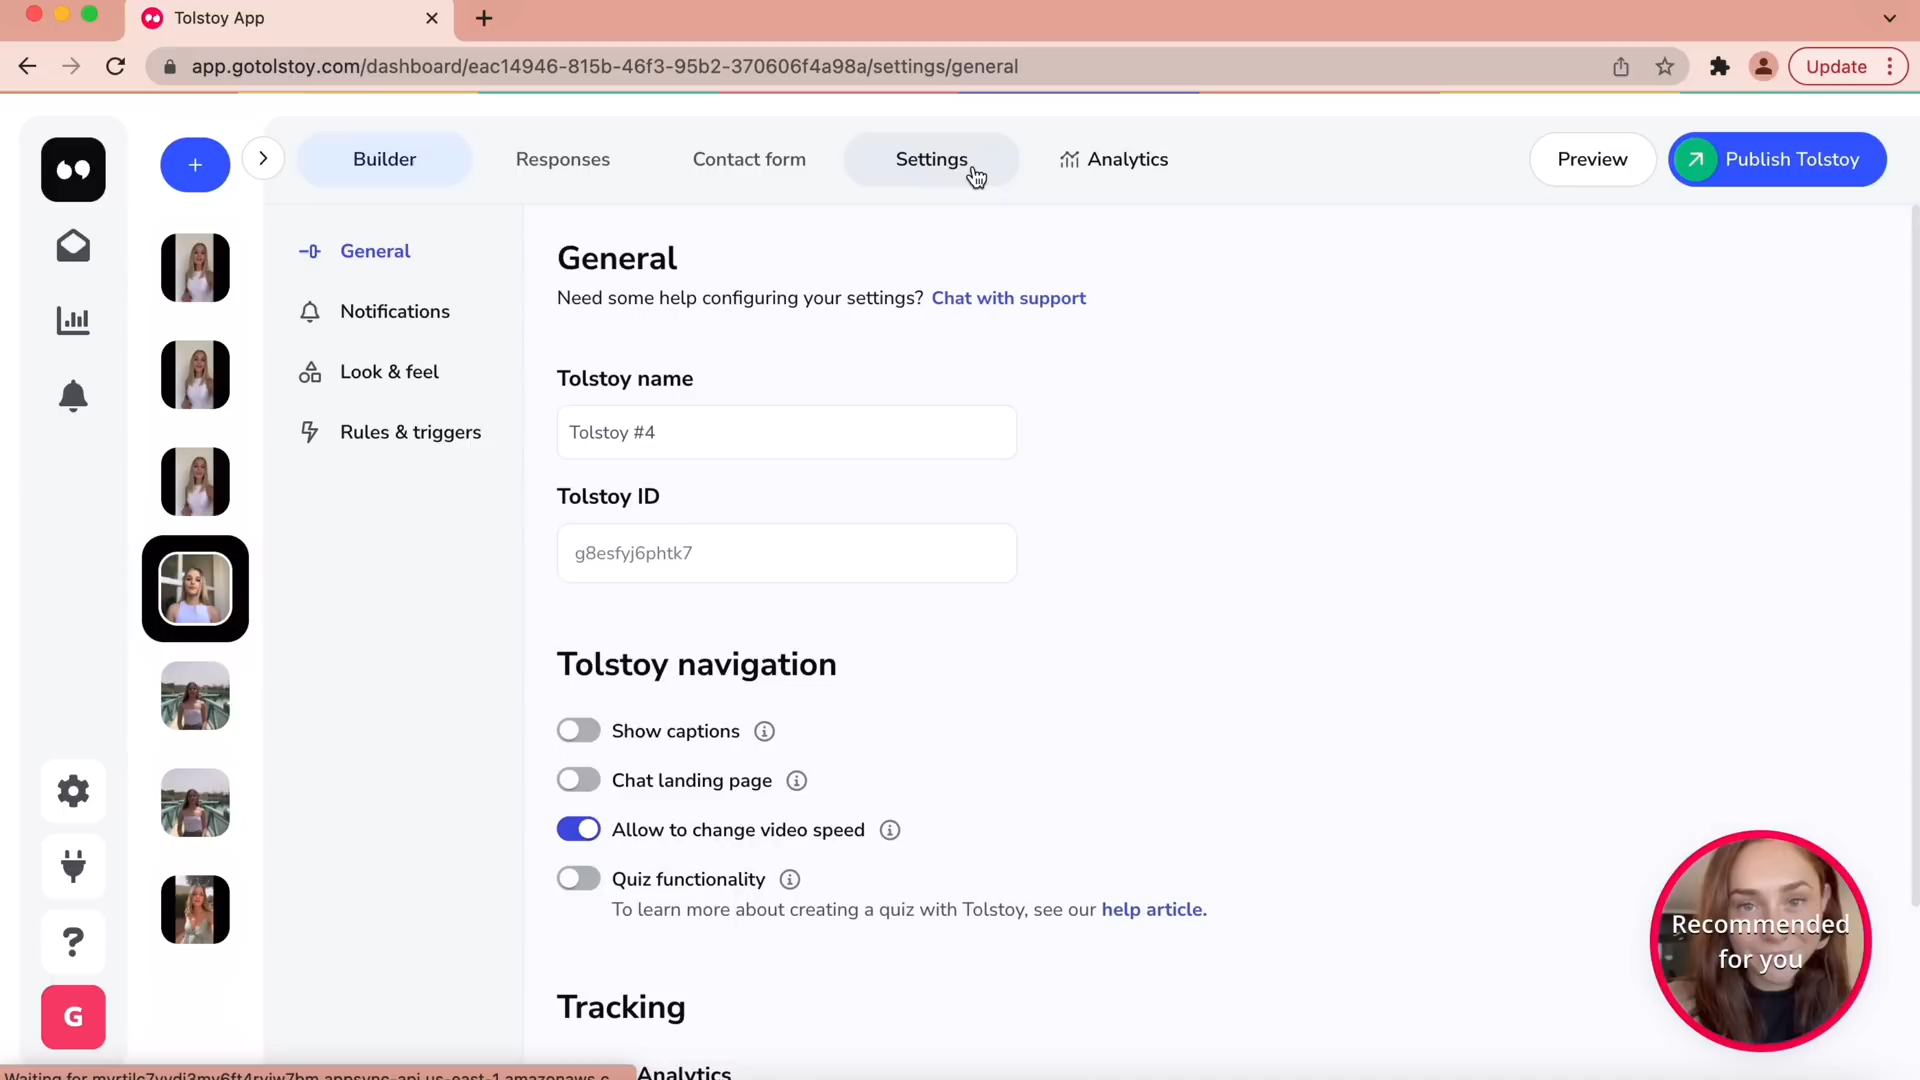 Tolstoy App
app.gotolstoy.com/dashboard/eac14946-815b-46f3-95b2-370606f4a98a/settings/general
Update
Builder
Responses
Contact form
Settings
Analytics
Preview
Publish Tolstoy
General
Notifications
Look & feel
Rules & triggers
General
Need some help configuring your settings? Chat with support
Tolstoy name
Tolstoy #4
Tolstoy ID
g8esfyj6phtk7
Tolstoy navigation
Show captions
Chat landing page
Allow to change video speed
Quiz functionality
To learn more about creating a quiz with Tolstoy, see our help article.
Recommended
for you
Tracking
G
Analytics